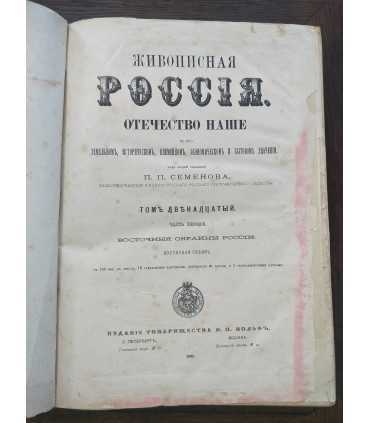 ЖИВОПИСНАЯ
РОССІЯ.
ОТЕЧЕСТВО НАШЕ
ЗЕМЕЛЬНОМЪ, ИСТОРИЧЕСКОМЪ, ПЛЕМЕННОМЪ, ЭКОНОМИЧЕСКОМЪ И БЫТОВОМЪ ЗНАЧЕНІИ.
П. П. СЕМЕНОВА,
ТОМЪ ДВѢНАДЦАТЫЙ.
ЧАСТЬ ПЕРВАЯ.
ВОСТОЧНЫЯ ОКРАИНЫ РОССІИ.
ВОСТОЧНАЯ СИБИРЬ.
ИЗДАНІЕ ТОВАРИЩЕСТВА М. О. ВОЛЬФЪ.
С.-ПЕТЕРБУРГЪ, МОСКВА,